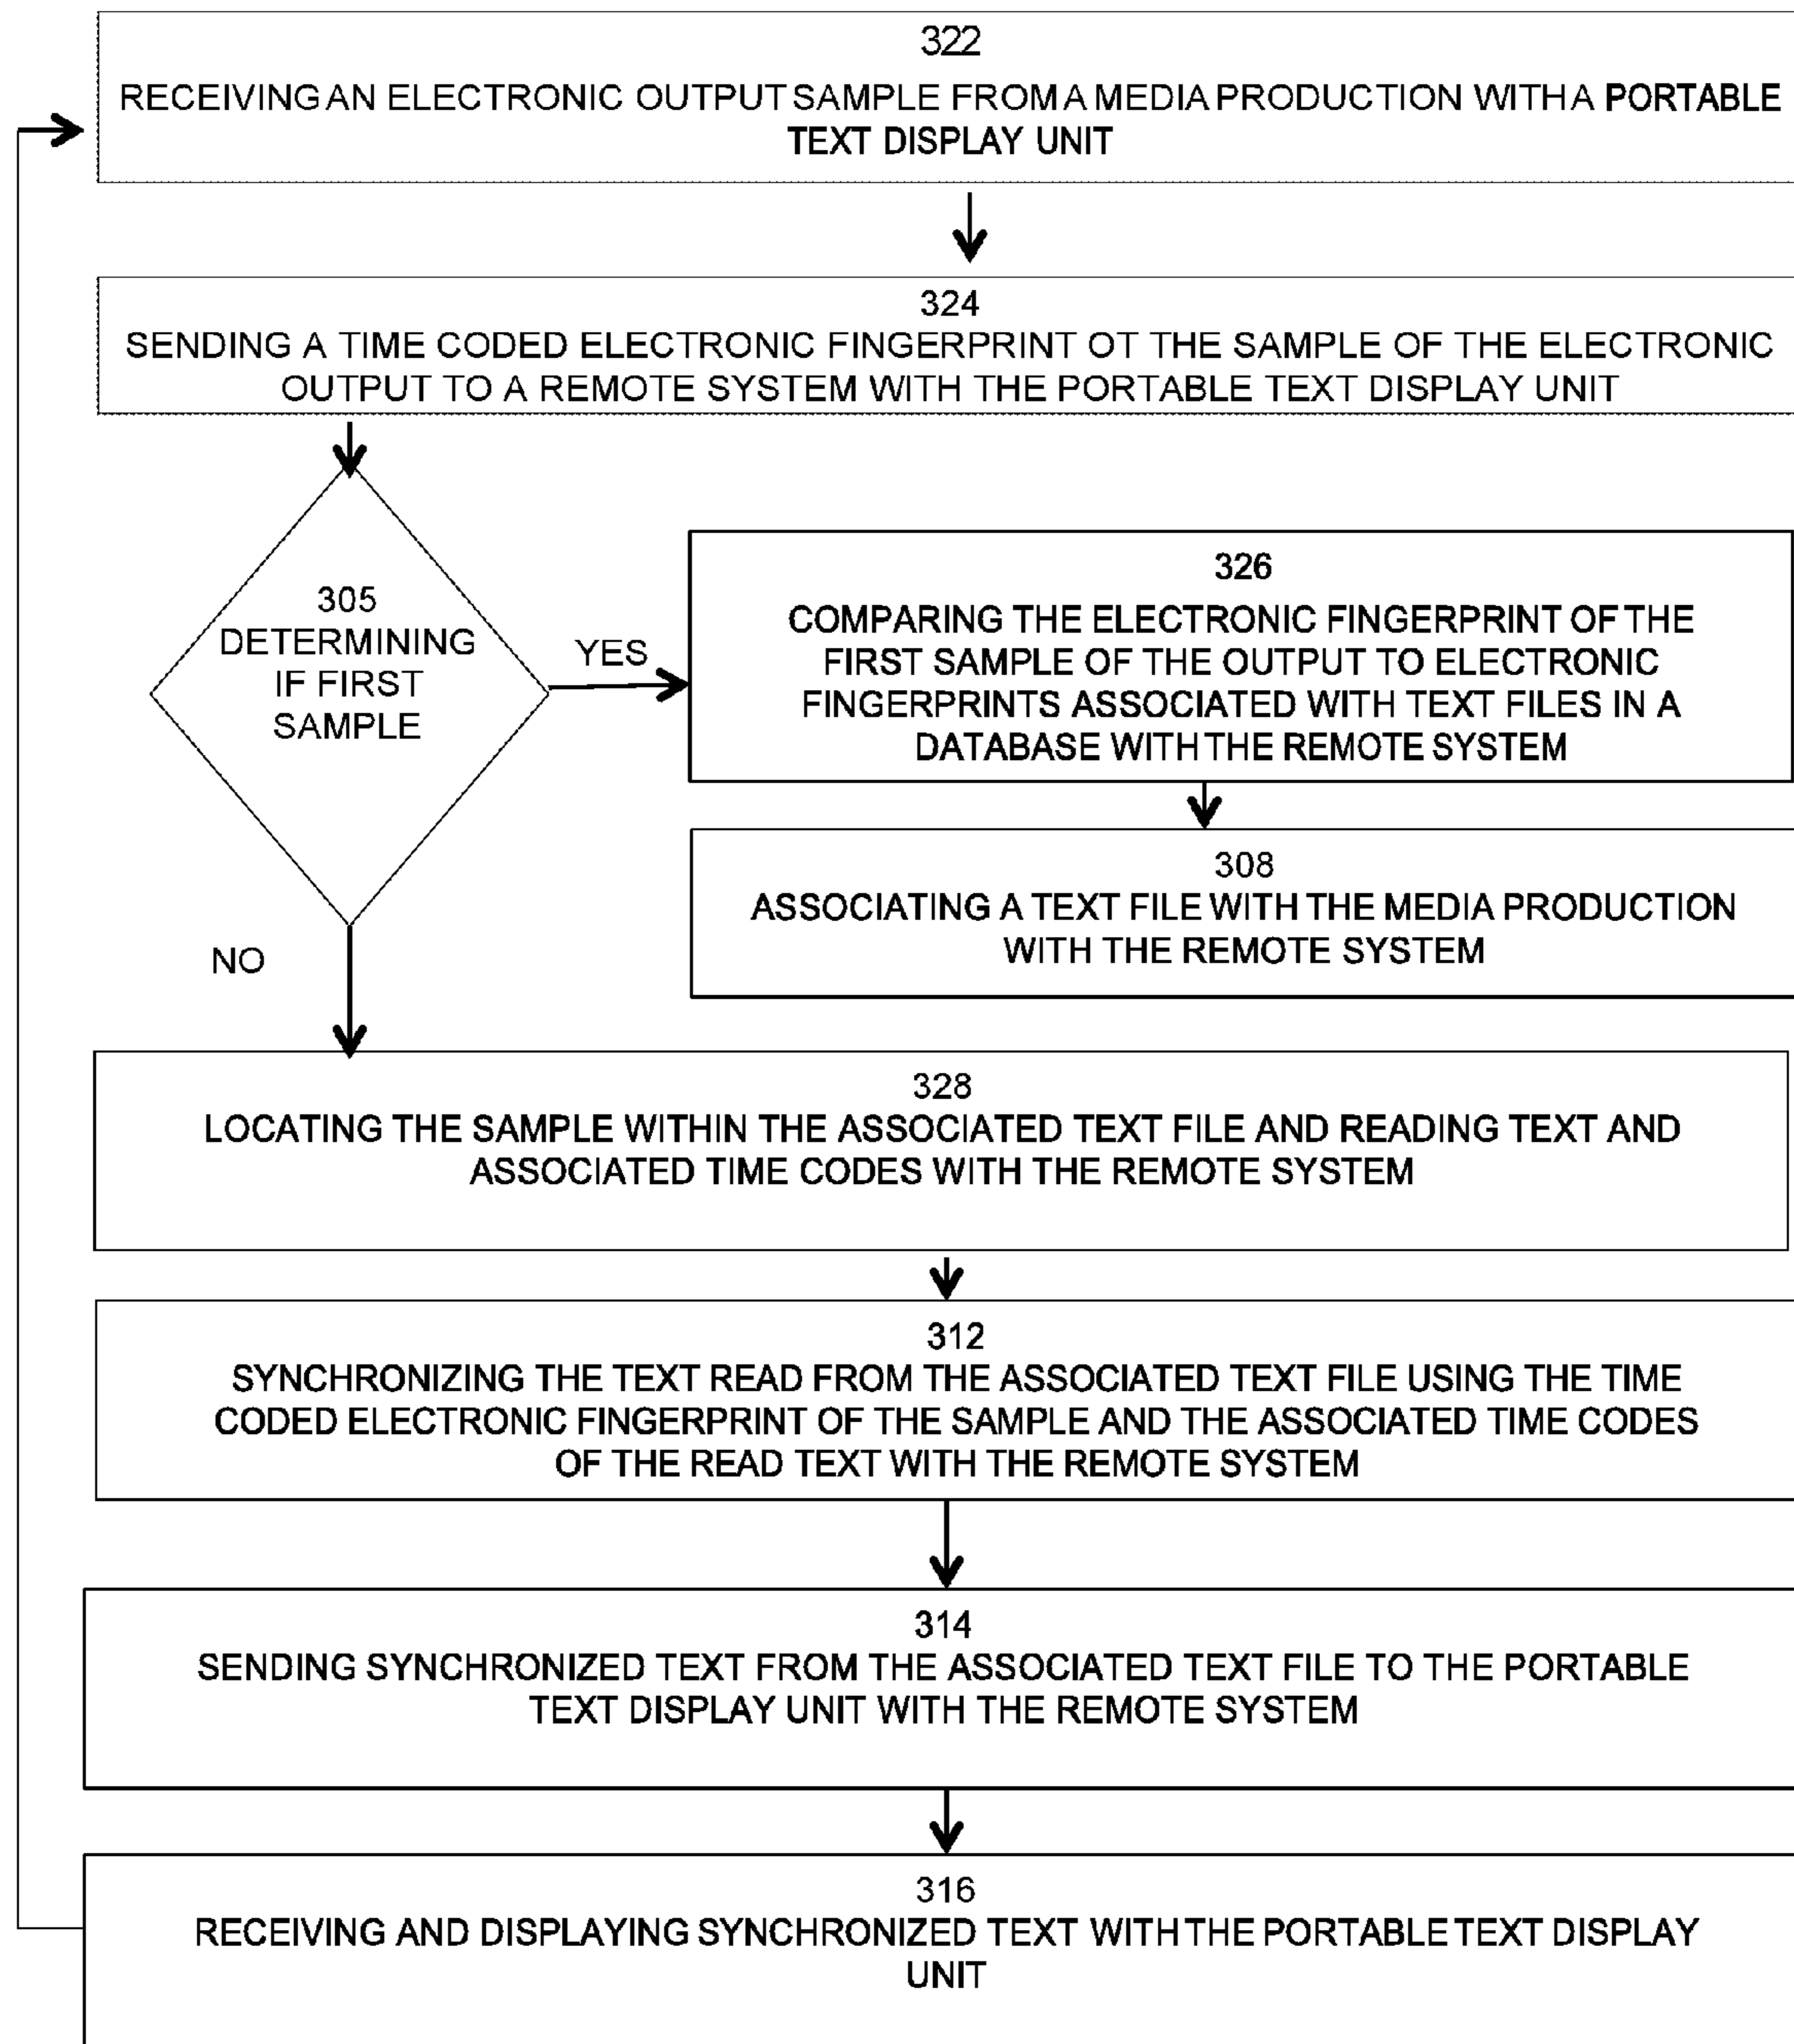 322
RECEIVING AN ELECTRONIC OUTPUT SAMPLE FROM A MEDIA PRODUCTION WITH A PORTABLE
TEXT DISPLAY UNIT
324
SENDING A TIME CODED ELECTRONIC FINGERPRINT OT THE SAMPLE OF THE ELECTRONIC
OUTPUT TO A REMOTE SYSTEM WITH THE PORTABLE TEXT DISPLAY UNIT
305
DETERMINING
IF FIRST
SAMPLE
YES
326
COMPARING THE ELECTRONIC FINGERPRINT OF THE
FIRST SAMPLE OF THE OUTPUT TO ELECTRONIC
FINGERPRINTS ASSOCIATED WITH TEXT FILES IN A
DATABASE WITH THE REMOTE SYSTEM
308
ASSOCIATING A TEXT FILE WITH THE MEDIA PRODUCTION
WITH THE REMOTE SYSTEM
NO
328
LOCATING THE SAMPLE WITHIN THE ASSOCIATED TEXT FILE AND READING TEXT AND
ASSOCIATED TIME CODES WITH THE REMOTE SYSTEM
312
SYNCHRONIZING THE TEXT READ FROM THE ASSOCIATED TEXT FILE USING THE TIME
CODED ELECTRONIC FINGERPRINT OF THE SAMPLE AND THE ASSOCIATED TIME CODES
OF THE READ TEXT WITH THE REMOTE SYSTEM
314
SENDING SYNCHRONIZED TEXT FROM THE ASSOCIATED TEXT FILE TO THE PORTABLE
TEXT DISPLAY UNIT WITH THE REMOTE SYSTEM
316
RECEIVING AND DISPLAYING SYNCHRONIZED TEXT WITH THE PORTABLE TEXT DISPLAY
UNIT